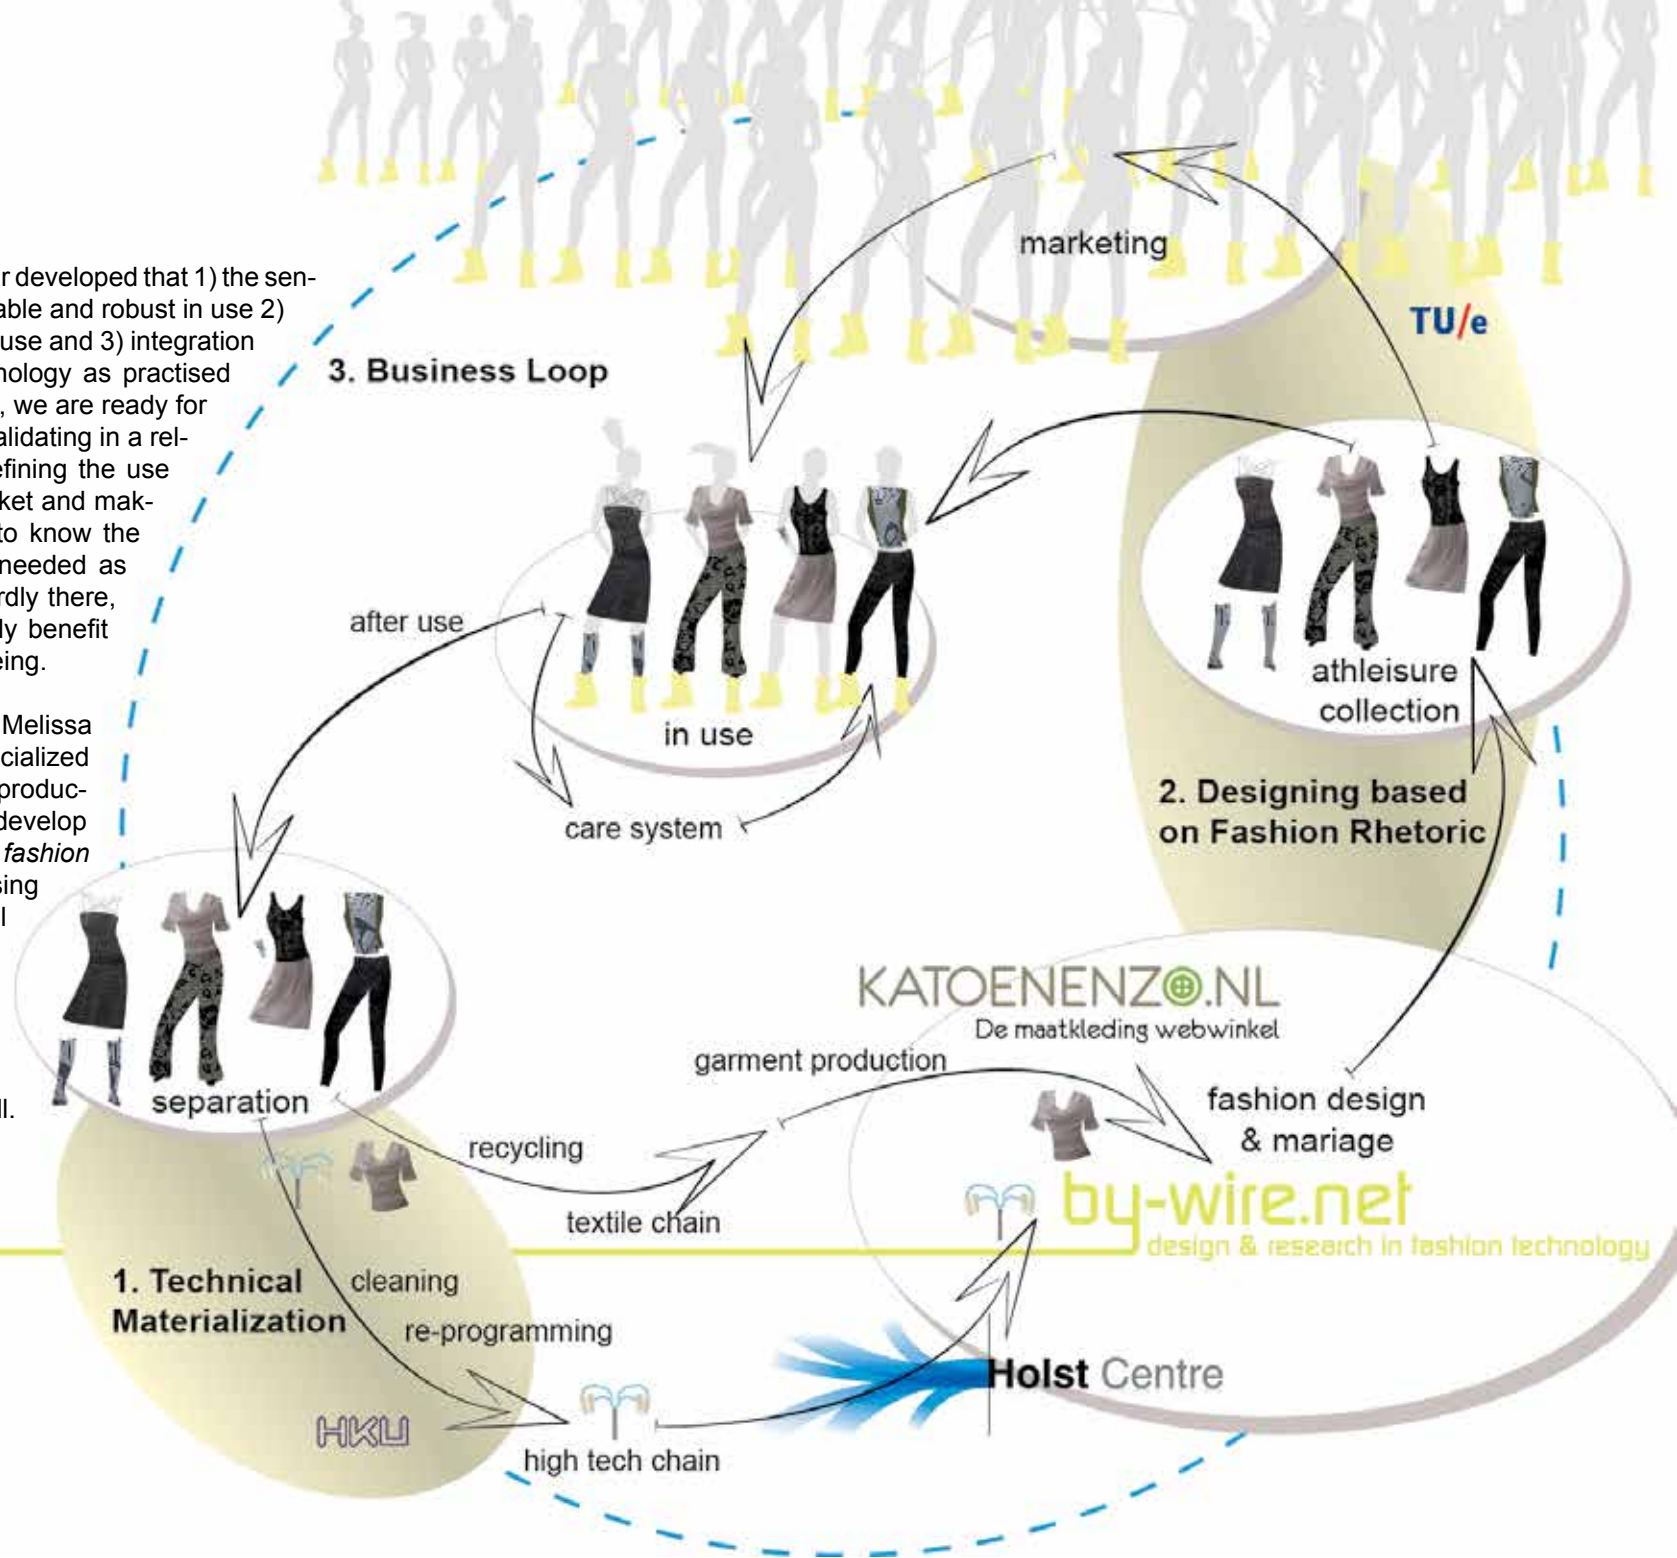 r developed that 1) the sen-
able and robust in use 2)
use and 3) integration
nology as practised
, we are ready for
alidating in a rel-
efining the use
ket and mak-
to know the
needed as
rdly there,
ly benefit
eing.
Melissa
cialized
produc-
develop
fashion
sing
l
ll.
marketing
TU/e
3. Business Loop
after use
in use
care system
athleisure
collection
2. Designing based
on Fashion Rhetoric
KATOENENZO.NL
De maatkleding webwinkel
garment production
separation
recycling
textile chain
fashion design
& mariage
by-wire.net
design & research in fashion technology
1. Technical
Materialization
cleaning
re-programming
HKU
high tech chain
Holst Centre